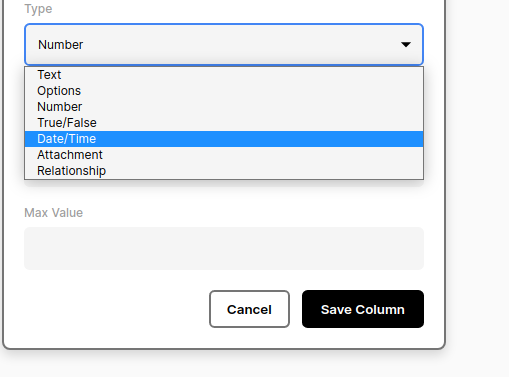 Type
Number
Text
Options
Number
True/False
Date/Time
Attachment
Relationship
Max Value
Cancel
Save Column